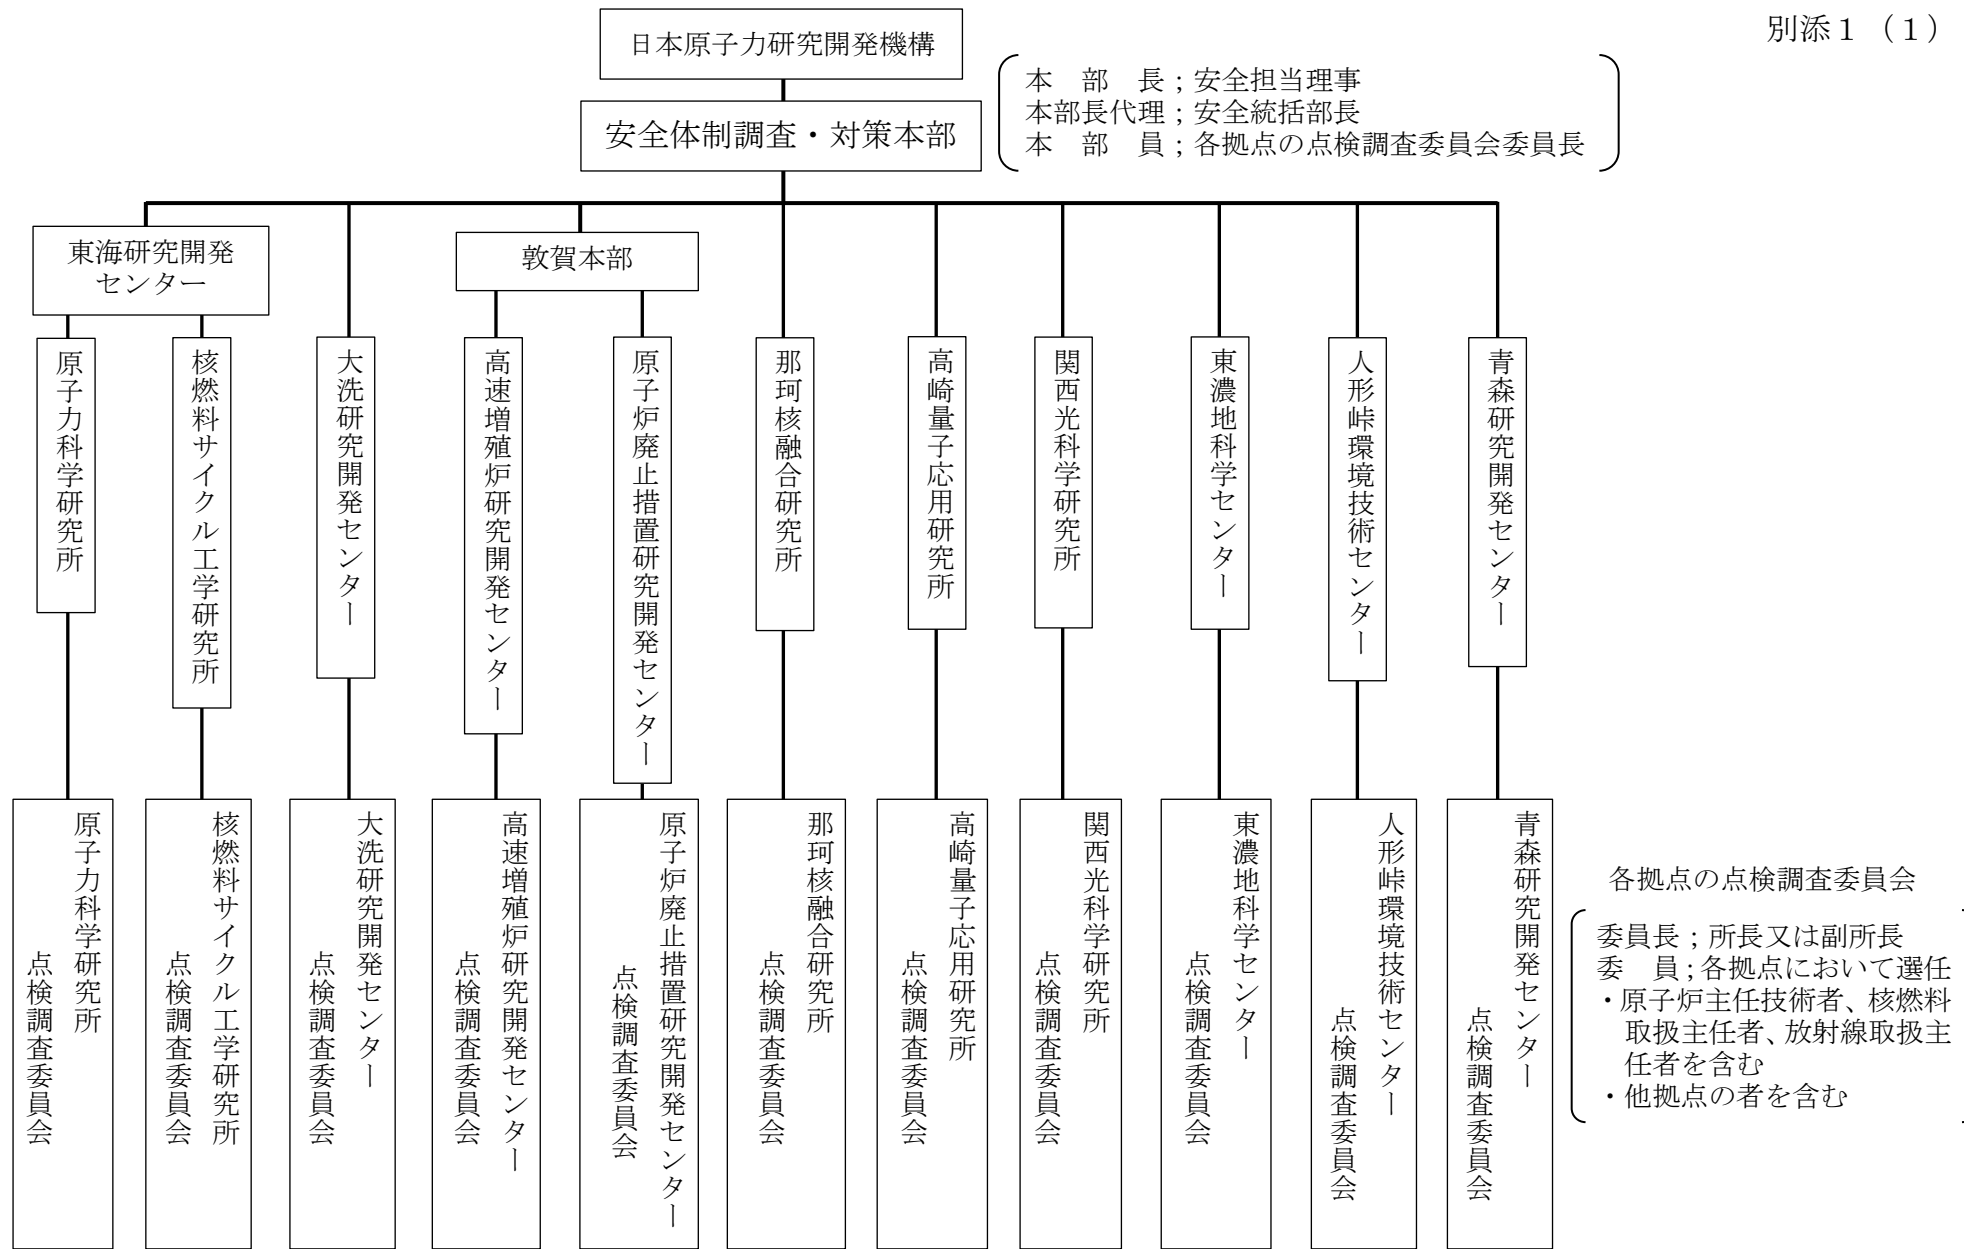 別添１（１）
日本原子力研究開発機構
安全体制調査・対策本部
本　部　長；安全担当理事
本部長代理；安全統括部長
本　部　員；各拠点の点検調査委員会委員長
東海研究開発
センター
敦賀本部
原子力科学研究所
核燃料サイクル工学研究所
大洗研究開発センター
高速増殖炉研究開発センター
原子炉廃止措置研究開発センター
那珂核融合研究所
高崎量子応用研究所
関西光科学研究所
東濃地科学センター
人形峠環境技術センター
青森研究開発センター
原子力科学研究所
点検調査委員会
核燃料サイクル工学研究所
点検調査委員会
大洗研究開発センター
点検調査委員会
高速増殖炉研究開発センター
点検調査委員会
原子炉廃止措置研究開発センター
点検調査委員会
那珂核融合研究所
点検調査委員会
高崎量子応用研究所
点検調査委員会
関西光科学研究所
点検調査委員会
東濃地科学センター
点検調査委員会
人形峠環境技術センター
点検調査委員会
青森研究開発センター
点検調査委員会
各拠点の点検調査委員会
委員長；所長又は副所長
委　員；各拠点において選任
・原子炉主任技術者、核燃料
取扱主任者、放射線取扱主
任者を含む
・他拠点の者を含む